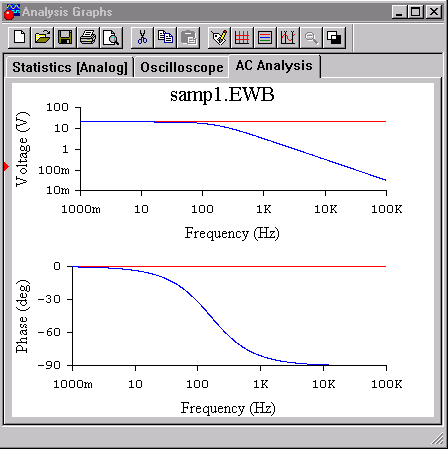 Analysis Graphs
Statistics [Analog] Oscilloscope AC Analysis
samp1.EWB
Voltage (V)
100
10
1
100m
10m
1000m 10 100 1K 10K 100K
Frequency (Hz)
Phase (deg)
0
-30
-60
-90
1000m 10 100 1K 10K 100K
Frequency (Hz)